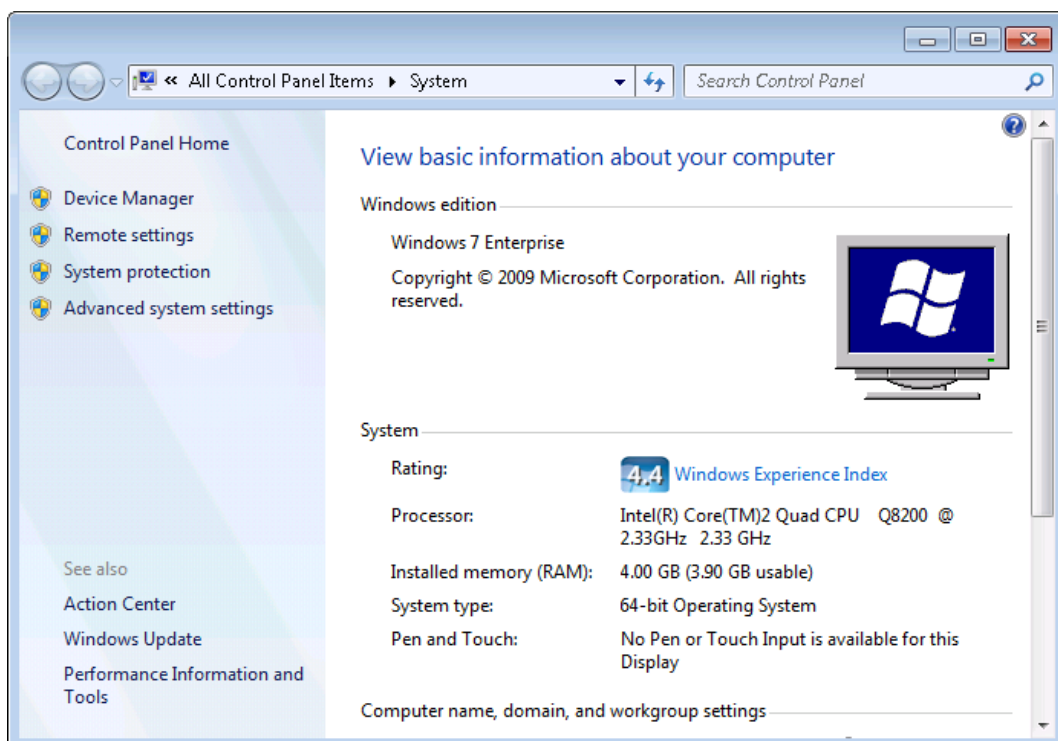 « All Control Panel Items ▸ System
Search Control Panel
Control Panel Home
Device Manager
Remote settings
System protection
Advanced system settings
See also
Action Center
Windows Update
Performance Information and
Tools
View basic information about your computer
Windows edition
Windows 7 Enterprise
Copyright © 2009 Microsoft Corporation. All rights
reserved.
System
Rating:
4.4 Windows Experience Index
Processor:
Intel(R) Core(TM)2 Quad CPU Q8200 @
2.33GHz 2.33 GHz
Installed memory (RAM):
4.00 GB (3.90 GB usable)
System type:
64-bit Operating System
Pen and Touch:
No Pen or Touch Input is available for this
Display
Computer name, domain, and workgroup settings